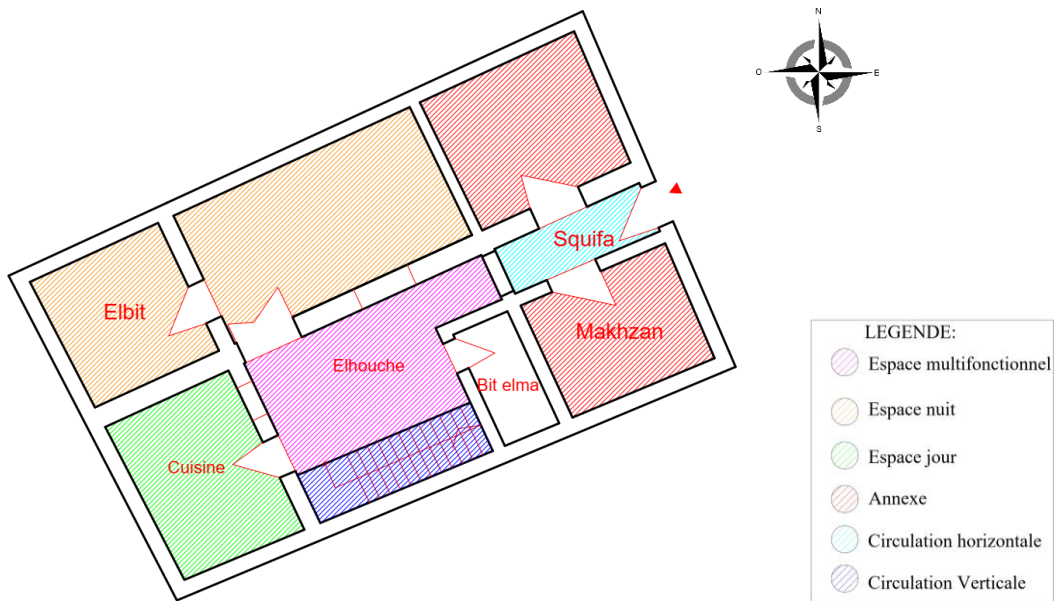 N
O
E
S
Squifa
Elbit
Makhzan
Elhouche
Bit elma
Cuisine
LEGENDE:
Espace multifonctionnel
Espace nuit
Espace jour
Annexe
Circulation horizontale
Circulation Verticale